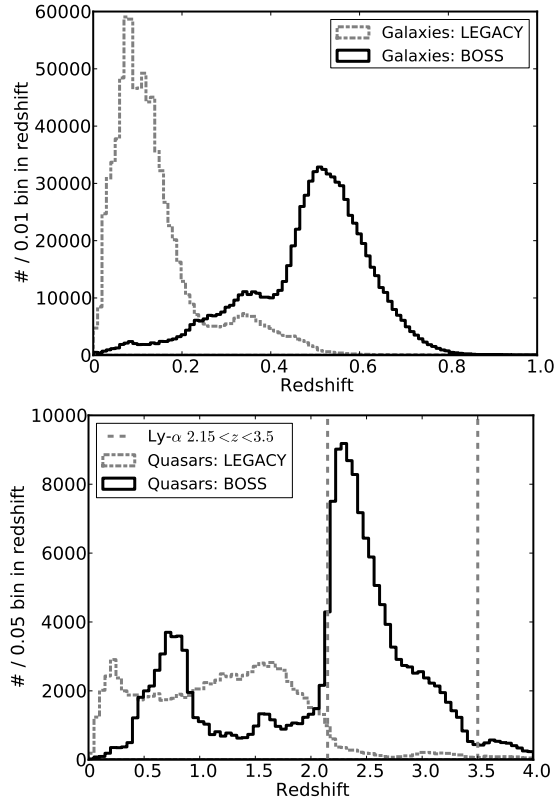 60000
50000
40000
30000
20000
10000
0
# / 0.01 bin in redshift
Galaxies: LEGACY
Galaxies: BOSS
0 0.2 0.4 0.6 0.8 1.0
Redshift
10000
8000
6000
4000
2000
0
# / 0.05 bin in redshift
Ly-α 2.15<z<3.5
Quasars: LEGACY
Quasars: BOSS
0 0.5 1.0 1.5 2.0 2.5 3.0 3.5 4.0
Redshift